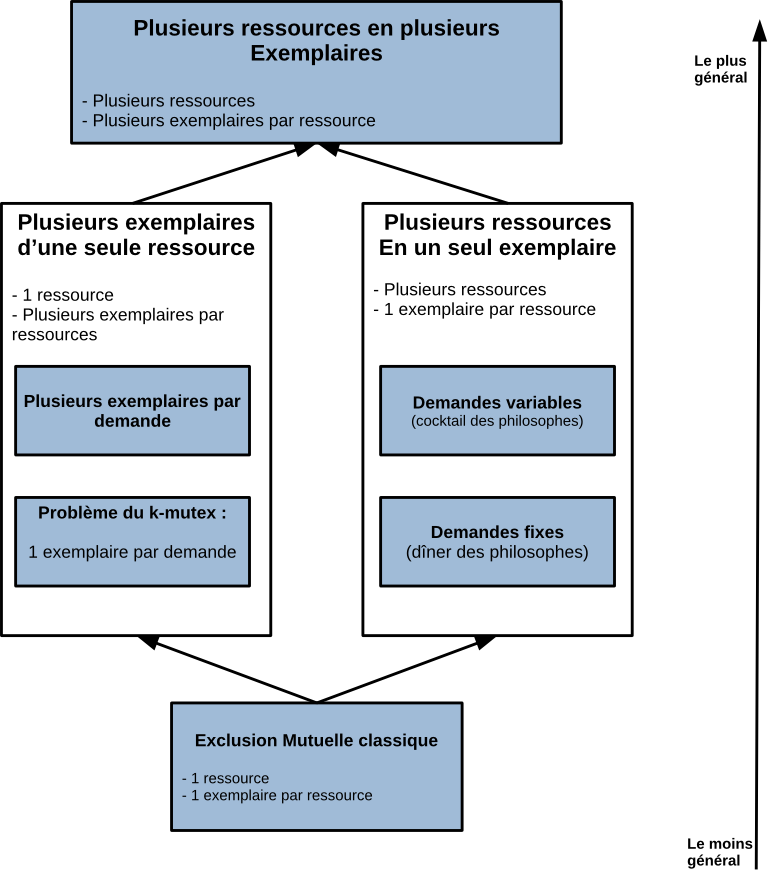 Plusieurs ressources en plusieurs
Exemplaires
- Plusieurs ressources
- Plusieurs exemplaires par ressource
Le plus
général
Plusieurs exemplaires
d’une seule ressource
- 1 ressource
- Plusieurs exemplaires par
ressources
Plusieurs exemplaires par
demande
Problème du k-mutex :
1 exemplaire par demande
Plusieurs ressources
En un seul exemplaire
- Plusieurs ressources
- 1 exemplaire par ressource
Demandes variables
(cocktail des philosophes)
Demandes fixes
(dîner des philosophes)
Exclusion Mutuelle classique
- 1 ressource
- 1 exemplaire par ressource
Le moins
général